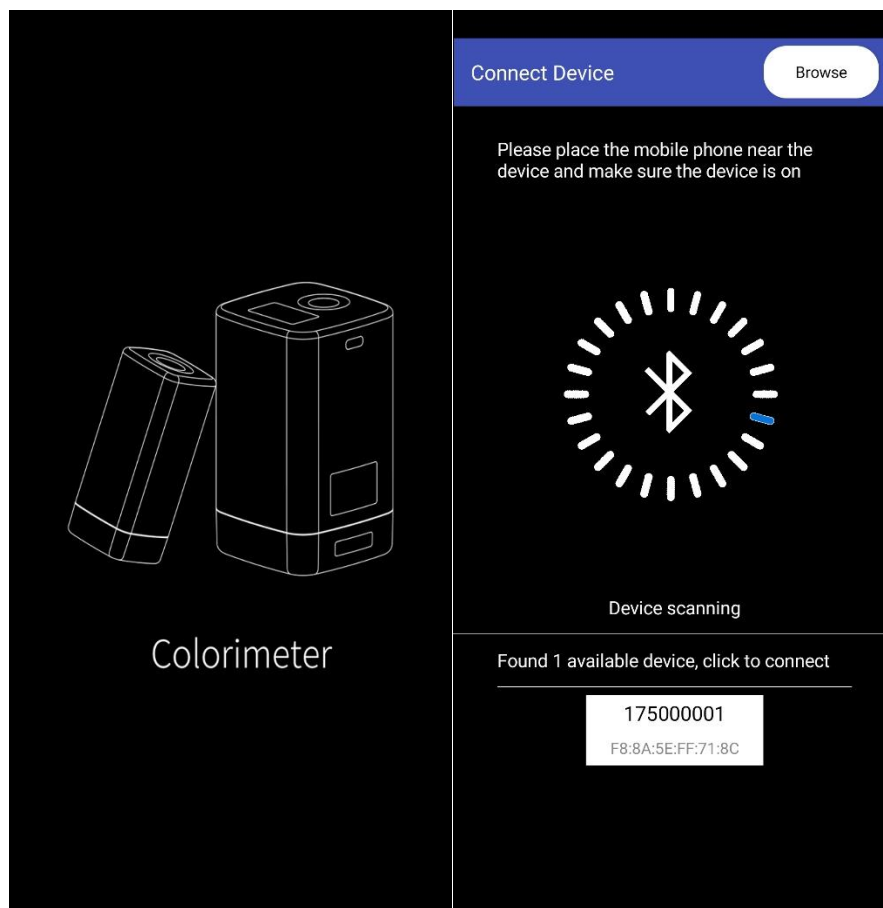 Colorimeter
Connect Device
Browse
Please place the mobile phone near the
device and make sure the device is on
Device scanning
Found 1 available device, click to connect
175000001
F8:8A:5E:FF:71:8C